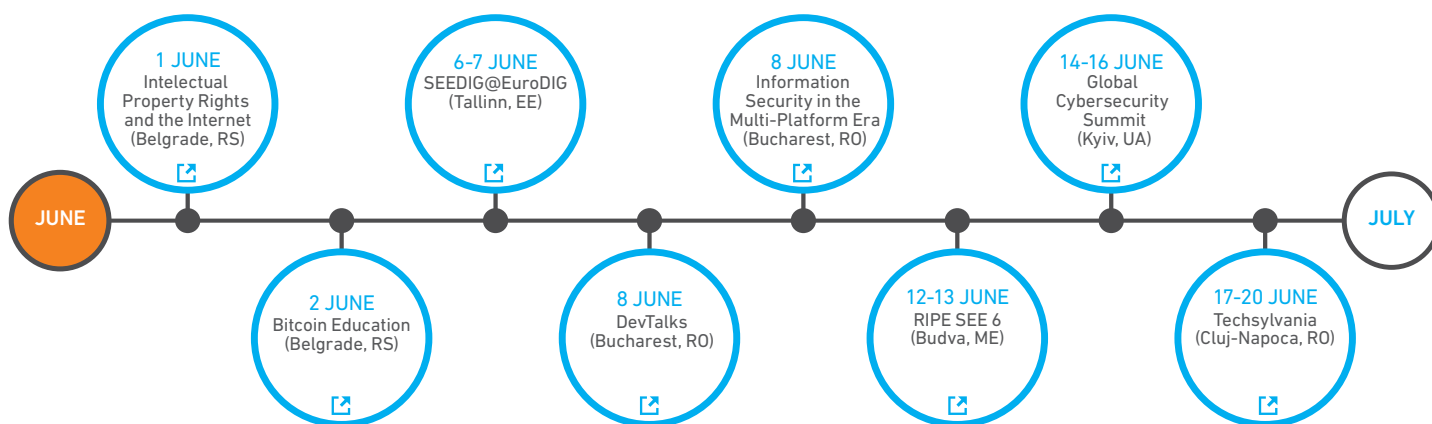 JUNE
1 JUNE
Intelectual
Property Rights
and the Internet
(Belgrade, RS)
2 JUNE
Bitcoin Education
(Belgrade, RS)
6-7 JUNE
SEEDIG@EuroDIG
(Tallinn, EE)
8 JUNE
DevTalks
(Bucharest, RO)
8 JUNE
Information
Security in the
Multi-Platform Era
(Bucharest, RO)
12-13 JUNE
RIPE SEE 6
(Budva, ME)
14-16 JUNE
Global
Cybersecurity
Summit
(Kyiv, UA)
17-20 JUNE
Techsylvania
(Cluj-Napoca, RO)
JULY